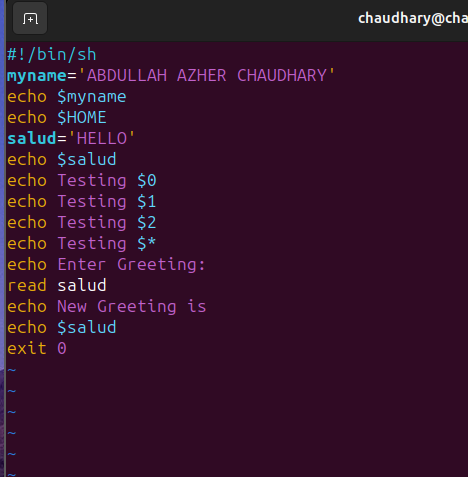 chaudhary@cha
#!/bin/sh
myname='ABDULLAH AZHER CHAUDHARY'
echo $myname
echo $HOME
salud='HELLO'
echo $salud
echo Testing $0
echo Testing $1
echo Testing $2
echo Testing $*
echo Enter Greeting:
read salud
echo New Greeting is
echo $salud
exit 0
~
~
~
~
~
~